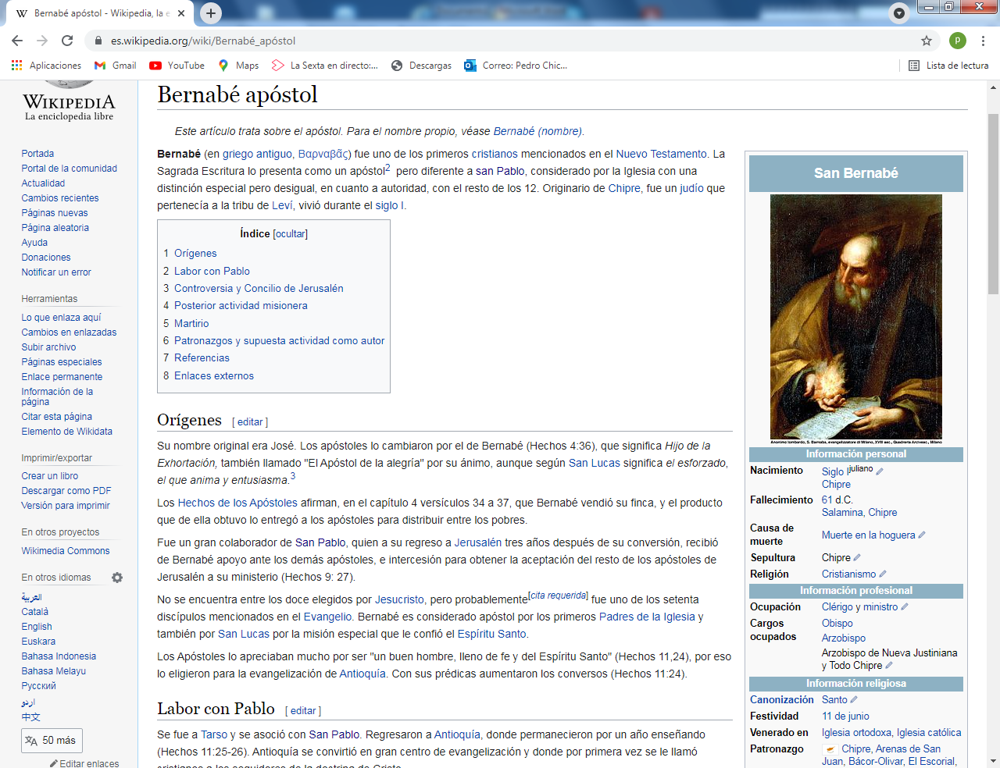 Bernabé apóstol - Wikipedia, la e
es.wikipedia.org/wiki/Bernabé_apóstol
P
Aplicaciones
Gmail
YouTube
Maps
La Sexta en directo:...
Descargas
Correo: Pedro Chic...
Lista de lectura
WIKIPEDIA
La enciclopedia libre
Portada
Portal de la comunidad
Actualidad
Cambios recientes
Páginas nuevas
Página aleatoria
Ayuda
Donaciones
Notificar un error
Herramientas
Lo que enlaza aquí
Cambios en enlazadas
Subir archivo
Páginas especiales
Enlace permanente
Información de la
página
Citar esta página
Elemento de Wikidata
Imprimir/exportar
Crear un libro
Descargar como PDF
Versión para imprimir
En otros proyectos
Wikimedia Commons
En otros idiomas
العربية
Català
English
Euskara
Bahasa Indonesia
Bahasa Melayu
Русский
اردو
中文
50 más
Editar enlaces
Bernabé apóstol
Este artículo trata sobre el apóstol. Para el nombre propio, véase Bernabé (nombre).
Bernabé (en griego antiguo, Βαρναβᾶς) fue uno de los primeros cristianos mencionados en el Nuevo Testamento. La
Sagrada Escritura lo presenta como un apóstol2 pero diferente a san Pablo, considerado por la Iglesia con una
distinción especial pero desigual, en cuanto a autoridad, con el resto de los 12. Originario de Chipre, fue un judío que
pertenecía a la tribu de Leví, vivió durante el siglo I.
Índice [ocultar]
1 Orígenes
2 Labor con Pablo
3 Controversia y Concilio de Jerusalén
4 Posterior actividad misionera
5 Martirio
6 Patronazgos y supuesta actividad como autor
7 Referencias
8 Enlaces externos
Orígenes [ editar ]
Su nombre original era José. Los apóstoles lo cambiaron por el de Bernabé (Hechos 4:36), que significa Hijo de la
Exhortación, también llamado "El Apóstol de la alegría" por su ánimo, aunque según San Lucas significa el esforzado,
el que anima y entusiasma.3
Los Hechos de los Apóstoles afirman, en el capítulo 4 versículos 34 a 37, que Bernabé vendió su finca, y el producto
que de ella obtuvo lo entregó a los apóstoles para distribuir entre los pobres.
Fue un gran colaborador de San Pablo, quien a su regreso a Jerusalén tres años después de su conversión, recibió
de Bernabé apoyo ante los demás apóstoles, e intercesión para obtener la aceptación del resto de los apóstoles de
Jerusalén a su ministerio (Hechos 9: 27).
No se encuentra entre los doce elegidos por Jesucristo, pero probablemente[cita requerida] fue uno de los setenta
discípulos mencionados en el Evangelio. Bernabé es considerado apóstol por los primeros Padres de la Iglesia y
también por San Lucas por la misión especial que le confió el Espíritu Santo.
Los Apóstoles lo apreciaban mucho por ser "un buen hombre, lleno de fe y del Espíritu Santo" (Hechos 11,24), por eso
lo eligieron para la evangelización de Antioquía. Con sus prédicas aumentaron los conversos (Hechos 11:24).
Labor con Pablo [ editar ]
Se fue a Tarso y se asoció con San Pablo. Regresaron a Antioquía, donde permanecieron por un año enseñando
(Hechos 11:25-26). Antioquía se convirtió en gran centro de evangelización y donde por primera vez se le llamó
cristianos a los seguidores de la doctrina de Cristo.
San Bernabé
Anonimo lombardo, S. Barnaba, evangelizzatore di Milano, XVIII sec., Quadreria Arcivesc., Milano
Información personal
Nacimiento Siglo Ijuliano
Chipre
Fallecimiento 61 d.C.
Salamina, Chipre
Causa de
muerte Muerte en la hoguera
Sepultura Chipre
Religión Cristianismo
Información profesional
Ocupación Clérigo y ministro
Cargos
ocupados Obispo
Arzobispo
Arzobispo de Nueva Justiniana
y Todo Chipre
Información religiosa
Canonización Santo
Festividad 11 de junio
Venerado en Iglesia ortodoxa, Iglesia católica
Patronazgo Chipre, Arenas de San
Juan, Bácor-Olivar, El Escorial,